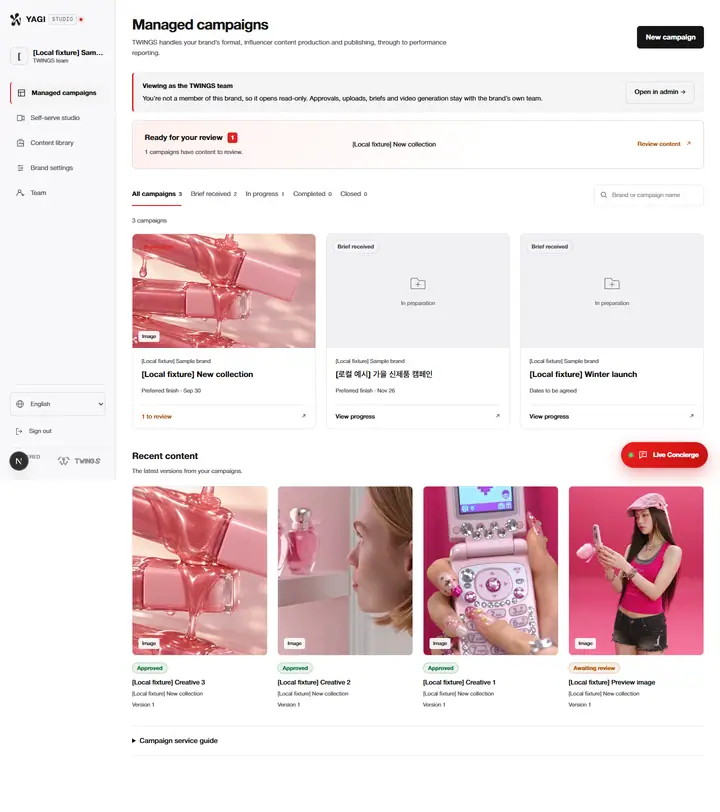 YAGI STUDIO
[
[Local fixture] Sam...
TWINGS team
Managed campaigns
Self-serve studio
Content library
Brand settings
Team
English
Sign out
N
RED
TWINGS
Managed campaigns
TWINGS handles your brand's format, influencer content production and publishing, through to performance
reporting.
New campaign
Viewing as the TWINGS team
You're not a member of this brand, so it opens read-only. Approvals, uploads, briefs and video generation stay with the brand's own team.
Open in admin →
Ready for your review 1
1 campaigns have content to review.
[Local fixture] New collection
Review content ↗
All campaigns 3 Brief received 2 In progress 1 Completed 0 Closed 0
Brand or campaign name
3 campaigns
Image
[Local fixture] Sample brand
[Local fixture] New collection
Preferred finish · Sep 30
1 to review ↗
Brief received
In preparation
[Local fixture] Sample brand
[로컬 예시] 가을 신제품 캠페인
Preferred finish · Nov 26
View progress ↗
Brief received
In preparation
[Local fixture] Sample brand
[Local fixture] Winter launch
Dates to be agreed
View progress ↗
Recent content
The latest versions from your campaigns.
Live Concierge
Image
Approved
[Local fixture] Creative 3
[Local fixture] New collection
Version 1
Image
Approved
[Local fixture] Creative 2
[Local fixture] New collection
Version 1
Image
Approved
[Local fixture] Creative 1
[Local fixture] New collection
Version 1
Image
Awaiting review
[Local fixture] Preview image
[Local fixture] New collection
Version 1
▶ Campaign service guide